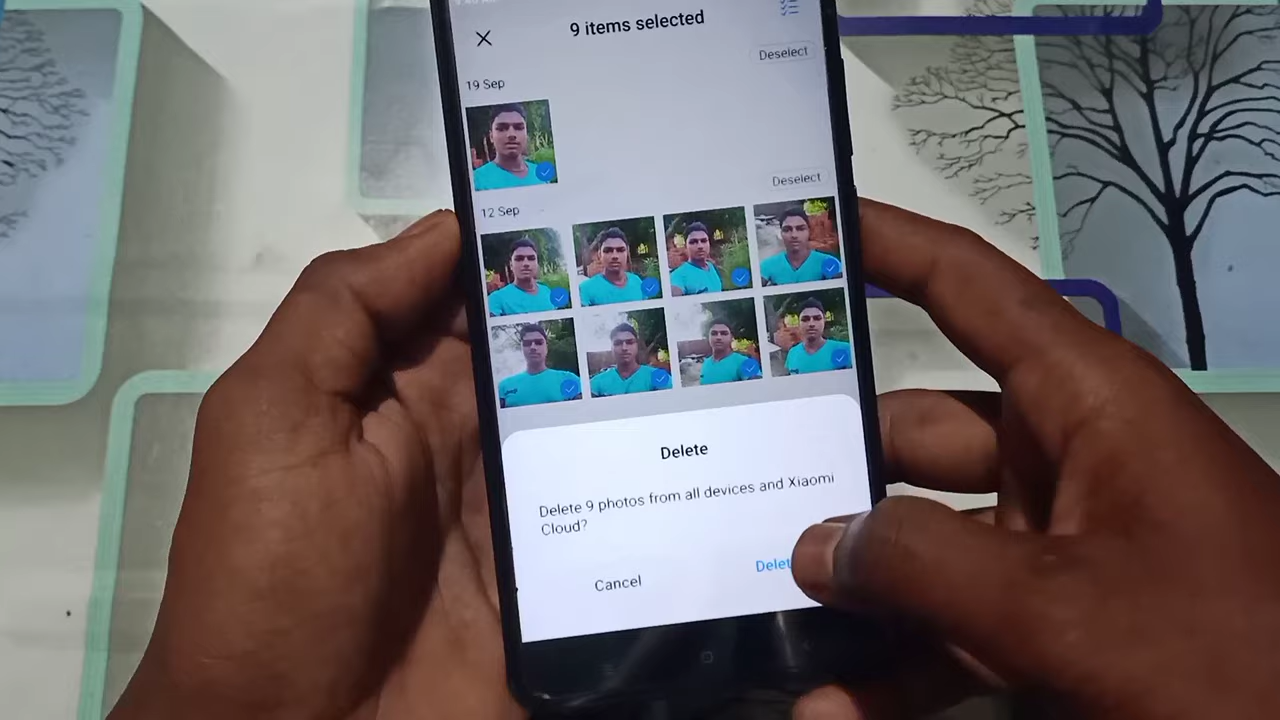 9 items selected
Deselect
19 Sep
Deselect
12 Sep
Delete
Delete 9 photos from all devices and Xiaomi
Cloud?
Cancel
Delet